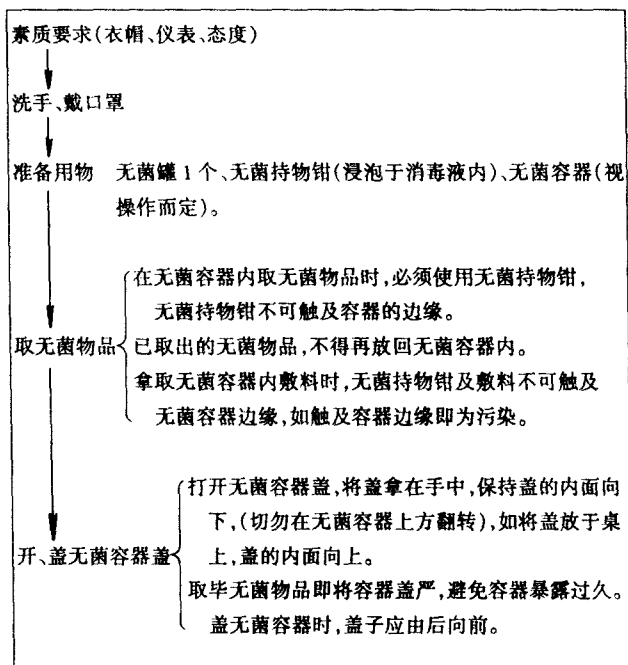 素质要求(衣帽、仪表、态度)
洗手、戴口罩
准备用物 无菌罐1个、无菌持物钳(浸泡于消毒液内)、无菌容器(视
操作而定)。
在无菌容器内取无菌物品时,必须使用无菌持物钳,
无菌持物钳不可触及容器的边缘。
取无菌物品 已取出的无菌物品,不得再放回无菌容器内。
拿取无菌容器内敷料时,无菌持物钳及敷料不可触及
无菌容器边缘,如触及容器边缘即为污染。
打开无菌容器盖,将盖拿在手中,保持盖的内面向
下,(切勿在无菌容器上方翻转),如将盖放于桌
开、盖无菌容器盖 上,盖的内面向上。
取毕无菌物品即将容器盖严,避免容器暴露过久。
盖无菌容器时,盖子应由后向前。